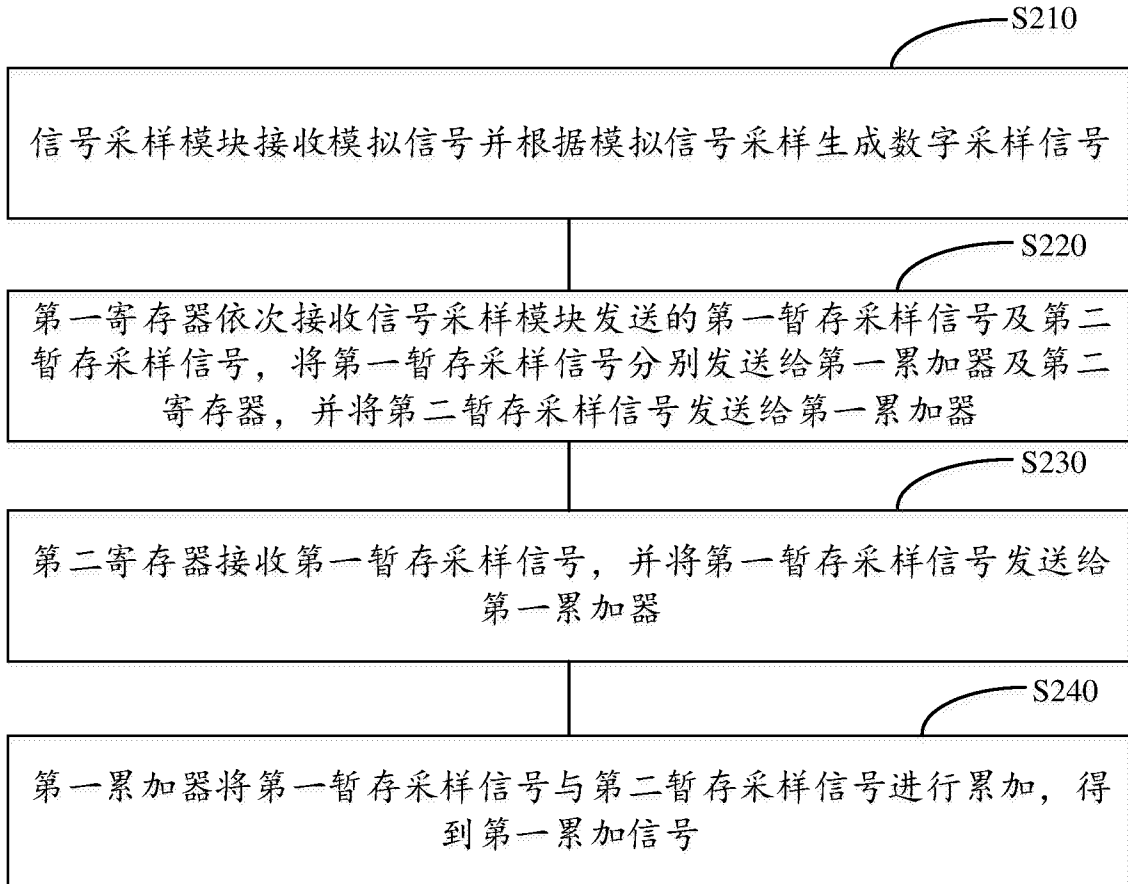 S210
信号采样模块接收模拟信号并根据模拟信号采样生成数字采样信号
S220
第一寄存器依次接收信号采样模块发送的第一暂存采样信号及第二
暂存采样信号，将第一暂存采样信号分别发送给第一累加器及第二
寄存器，并将第二暂存采样信号发送给第一累加器
S230
第二寄存器接收第一暂存采样信号，并将第一暂存采样信号发送给
第一累加器
S240
第一累加器将第一暂存采样信号与第二暂存采样信号进行累加，得
到第一累加信号